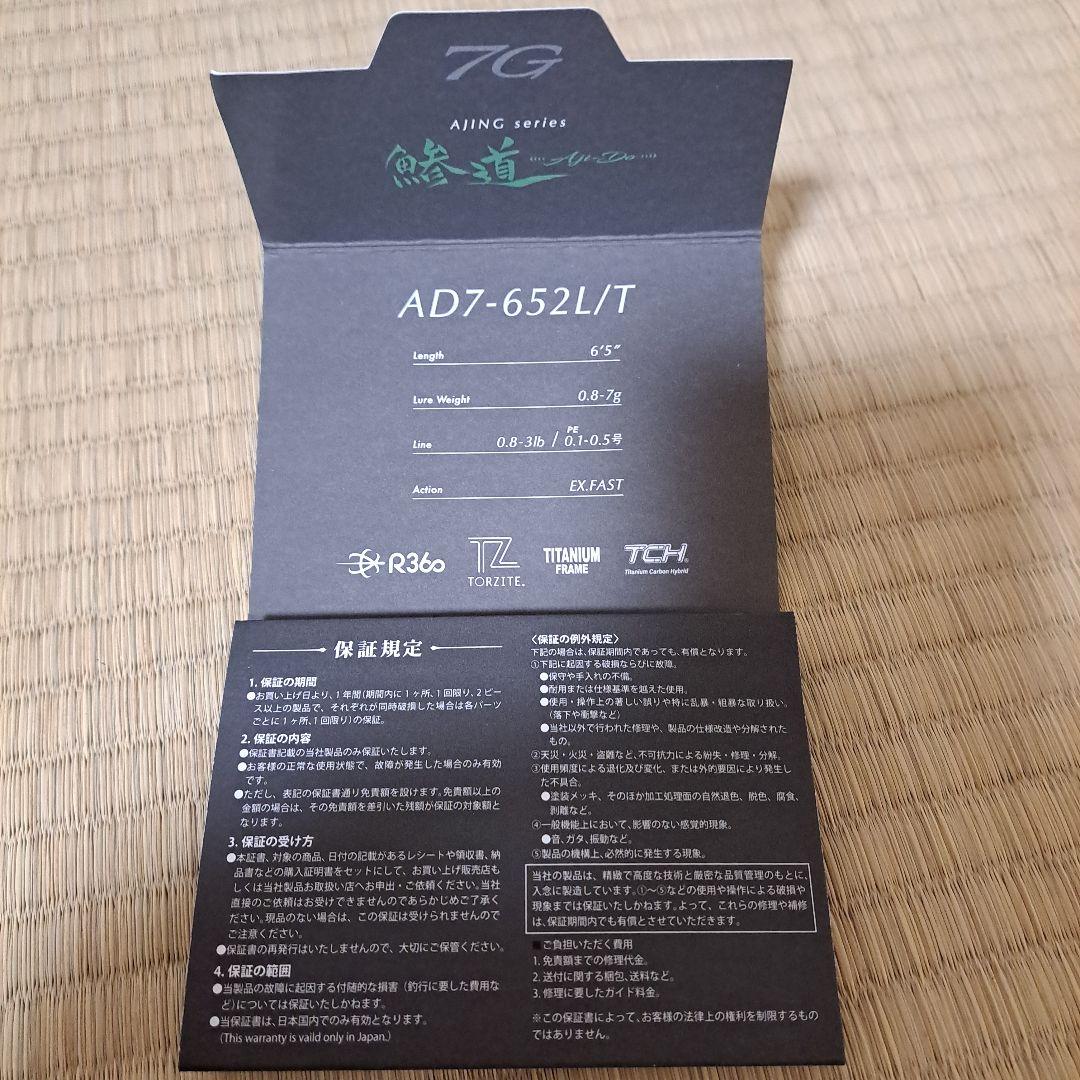 7G
AJING series
鯵道 Aji-Do
AD7-652L/T
Length 6'5"
Lure Weight 0.8-7g
Line 0.8-3lb / PE 0.1-0.5号
Action EX.FAST
R360
TZ TORZITE.
TITANIUM FRAME
TCH Titanium Carbon Hybrid
保証規定
1. 保証の期間
●お買い上げ日より、1年間(期間内に1ヶ所、1回限り、2ピー
ス以上の製品で、それぞれが同時破損した場合は各パーツ
ごとに1ヶ所、1回限り)の保証。
2. 保証の内容
●保証書記載の当社製品のみ保証いたします。
●お客様の正常な使用状態で、故障が発生した場合のみ有効
です。
●ただし、表記の保証書通り免責額を設けます。免責額以上の
金額の場合は、その免責額を差引いた残額が保証の対象額と
なります。
3. 保証の受け方
●本証書、対象の商品、日付の記載があるレシートや領収書、納
品書などの購入証明書をセットにして、お買い上げ販売店も
しくは当社製品お取扱い店へお申出・ご依頼ください。当社
直接のご依頼はお受けできませんのであらかじめご了承く
ださい。現品のない場合は、この保証は受けられませんので
ご注意ください。
●保証書の再発行はいたしませんので、大切にご保管ください。
4. 保証の範囲
●当製品の故障に起因する付随的な損害(釣行に要した費用な
ど)については保証いたしかねます。
●当保証書は、日本国内でのみ有効となります。
(This warranty is vaild only in Japan.)
〈保証の例外規定〉
下記の場合は、保証期間内であっても、有償となります。
①下記に起因する破損ならびに故障。
●保守や手入れの不備。
●耐用または仕様基準を越えた使用。
●使用・操作上の著しい誤りや特に乱暴・粗暴な取り扱い。
(落下や衝撃など)
●当社以外で行われた修理や、製品の仕様改造や分解された
もの。
②天災・火災・盗難など、不可抗力による紛失・修理・分解。
③使用頻度による退化及び変化、または外的要因により発生し
た不具合。
●塗装メッキ、そのほか加工処理面の自然退色、脱色、腐食、
剥離など。
④一般機能上において、影響のない感覚的現象。
●音、ガタ、振動など。
⑤製品の機構上、必然的に発生する現象。
当社の製品は、精緻で高度な技術と厳密な品質管理のもとに、
入念に製造しています。①〜⑤などの使用や操作による破損や
現象までは保証いたしかねます。よって、これらの修理や補修
は、保証期間内でも有償とさせていただきます。
■ご負担いただく費用
1. 免責額までの修理代金。
2. 送付に関する梱包、送料など。
3. 修理に要したガイド料金。
※この保証書によって、お客様の法律上の権利を制限するもの
ではありません。